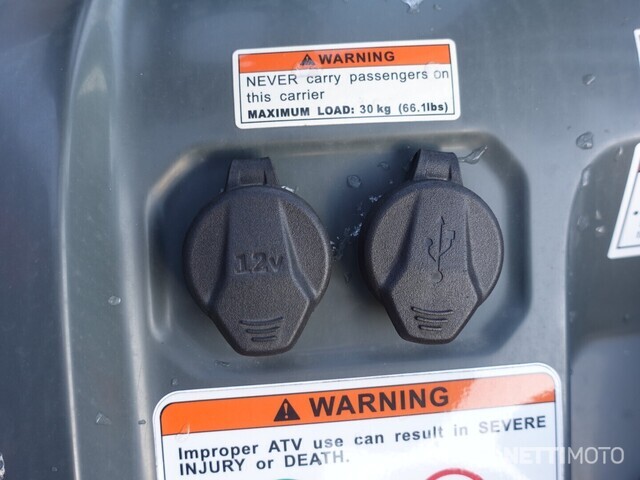 WARNING
NEVER carry passengers on
this carrier
MAXIMUM LOAD: 30 kg (66.1lbs)
12v
WARNING
Improper ATV use can result in SEVERE
INJURY or DEATH.
NETTIMOTO